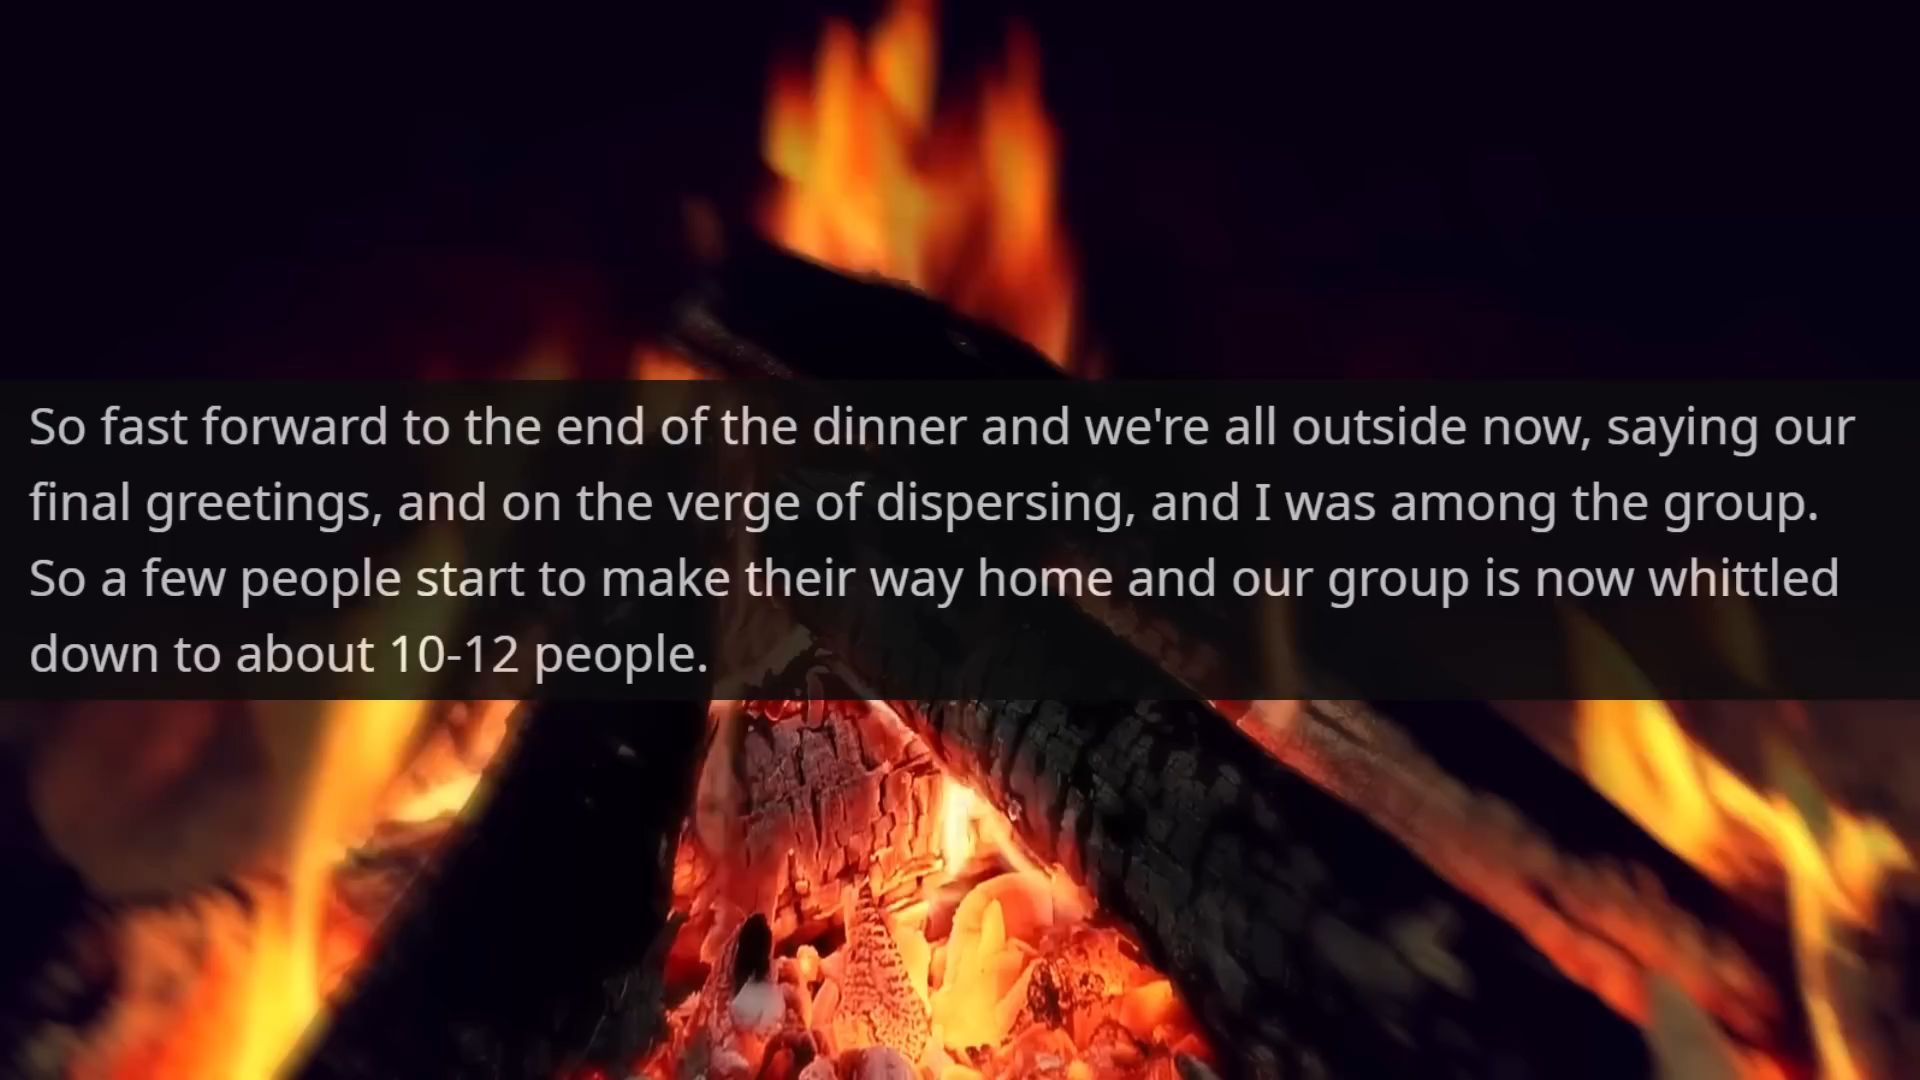 So fast forward to the end of the dinner and we're all outside now, saying our
final greetings, and on the verge of dispersing, and I was among the group.
So a few people start to make their way home and our group is now whittled
down to about 10-12 people.